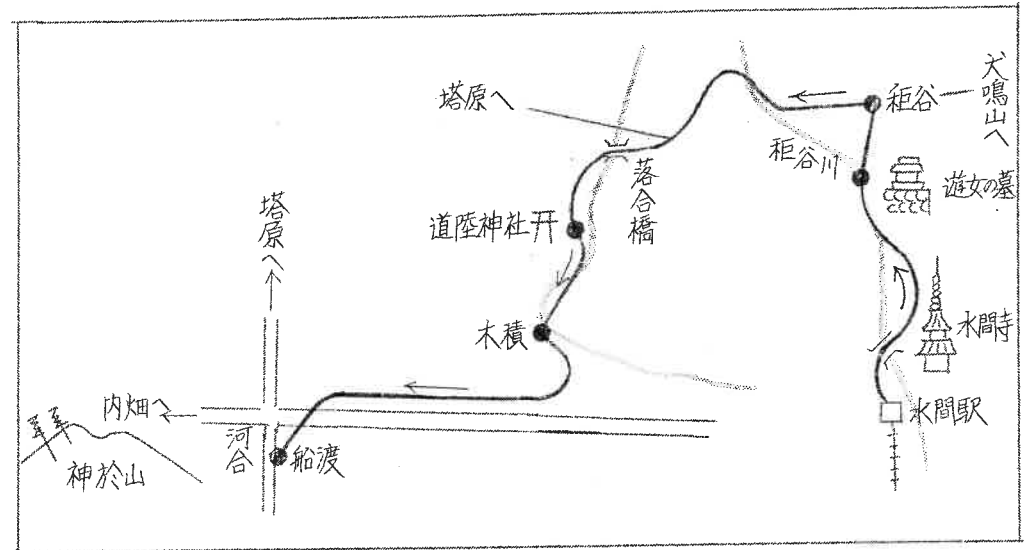 犬鳴山へ
秬谷
塔原へ
秬谷川
遊女の墓
落合橋
道陸神社
塔原へ
水間寺
木積
内畑へ
水間駅
河合
船渡
神於山